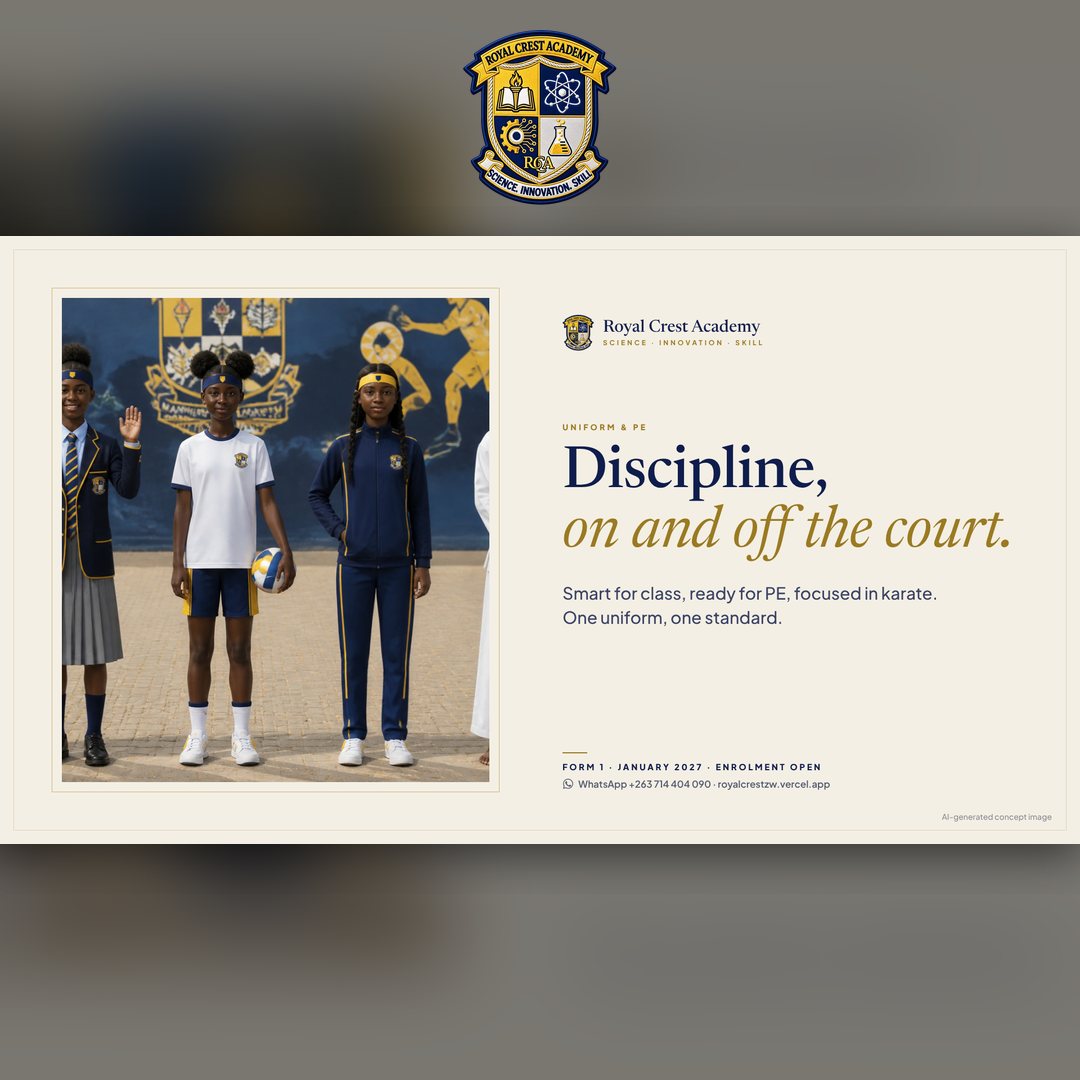 ROYAL CREST ACADEMY
RCA
SCIENCE. INNOVATION. SKILL
Royal Crest Academy
SCIENCE · INNOVATION · SKILL
UNIFORM & PE
Discipline,
on and off the court.
Smart for class, ready for PE, focused in karate.
One uniform, one standard.
FORM 1 · JANUARY 2027 · ENROLMENT OPEN
WhatsApp +263 714 404 090 · royalcrestzw.vercel.app
AI-generated concept image